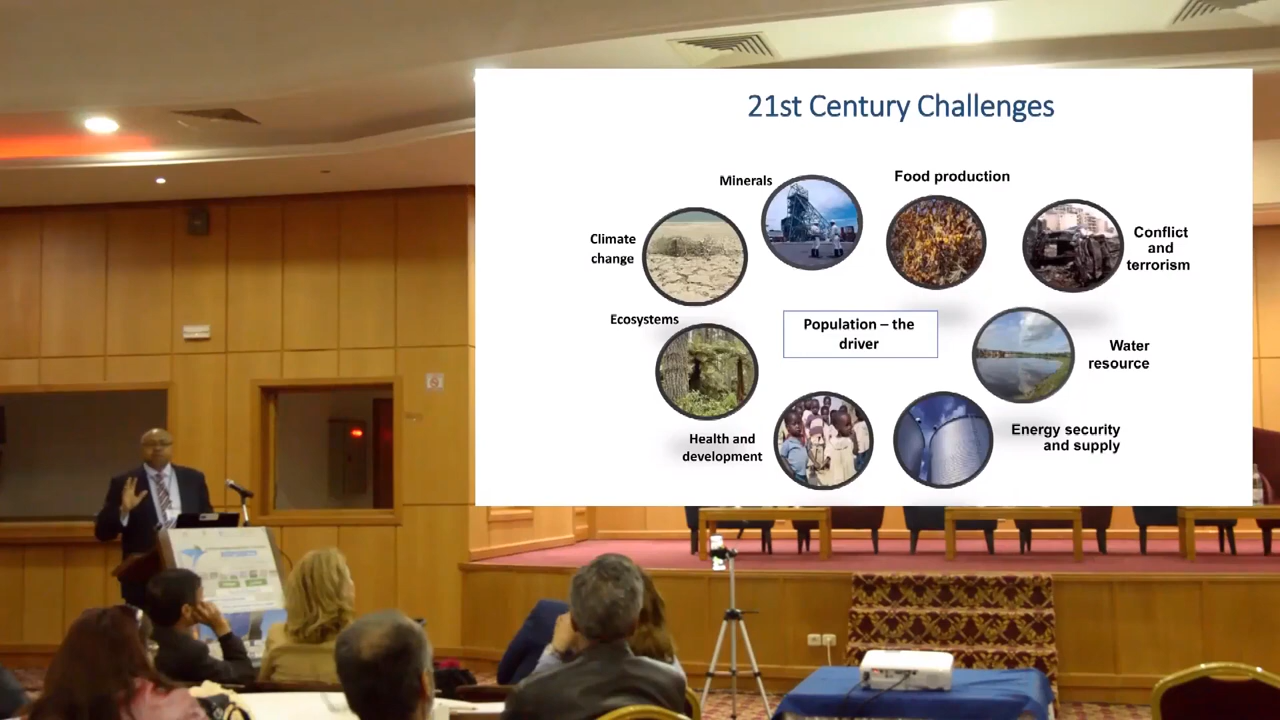 21st Century Challenges
Minerals
Food production
Climate
change
Conflict
and
terrorism
Ecosystems
Population – the
driver
Water
resource
Health and
development
Energy security
and supply